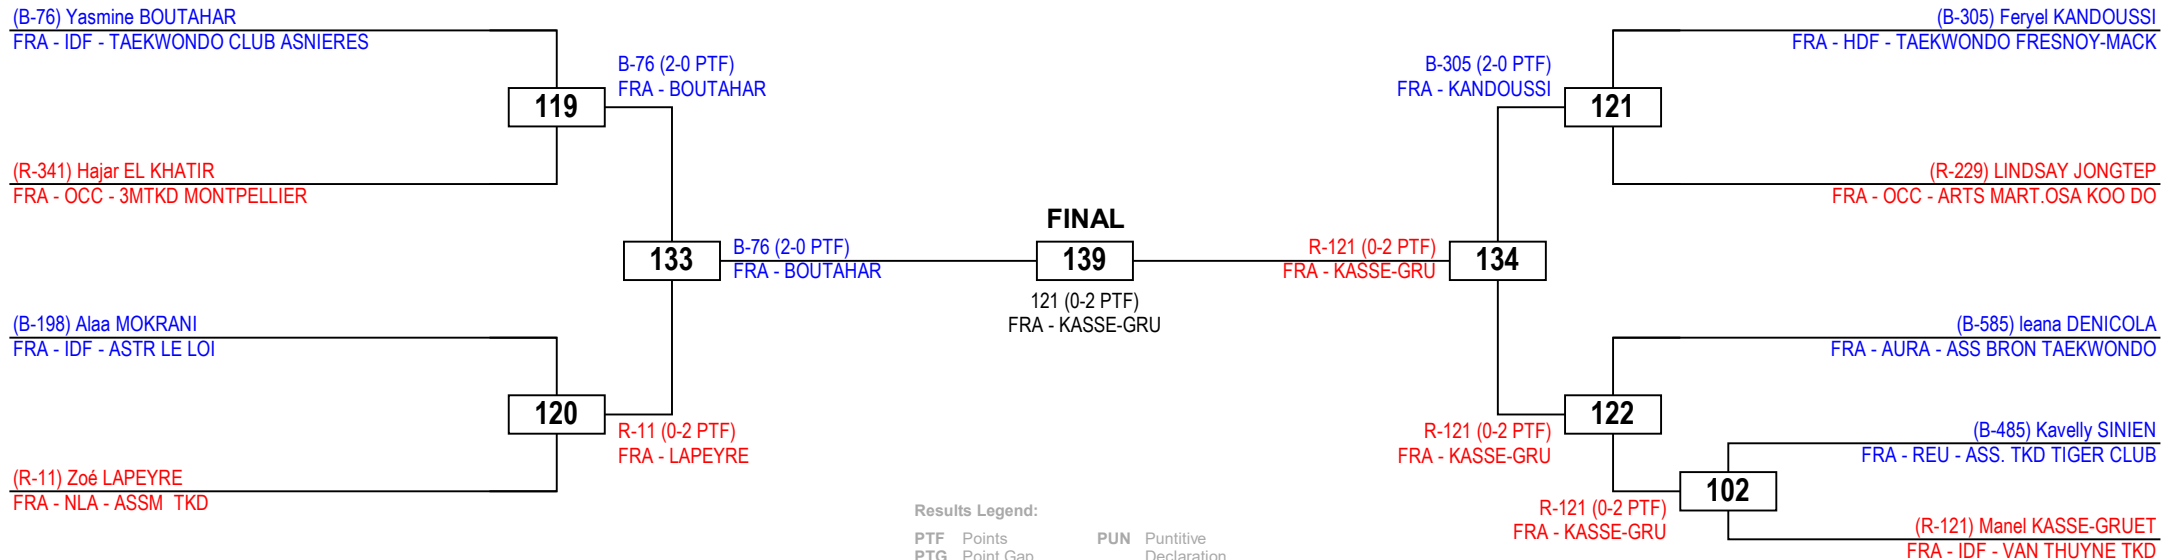 (B-76) Yasmine BOUTAHAR
FRA - IDF - TAEKWONDO CLUB ASNIERES
B-76 (2-0 PTF)
FRA - BOUTAHAR
119
(R-341) Hajar EL KHATIR
FRA - OCC - 3MTKD MONTPELLIER
133
B-76 (2-0 PTF)
FRA - BOUTAHAR
(B-198) Alaa MOKRANI
FRA - IDF - ASTR LE LOI
120
R-11 (0-2 PTF)
FRA - LAPEYRE
(R-11) Zoé LAPEYRE
FRA - NLA - ASSM  TKD
FINAL
139
121 (0-2 PTF)
FRA - KASSE-GRU
(B-305) Feryel KANDOUSSI
FRA - HDF - TAEKWONDO FRESNOY-MACK
B-305 (2-0 PTF)
FRA - KANDOUSSI
121
(R-229) LINDSAY JONGTEP
FRA - OCC - ARTS MART.OSA KOO DO
R-121 (0-2 PTF)
FRA - KASSE-GRU
134
(B-585) Ieana DENICOLA
FRA - AURA - ASS BRON TAEKWONDO
122
R-121 (0-2 PTF)
FRA - KASSE-GRU
(B-485) Kavelly SINIEN
FRA - REU - ASS. TKD TIGER CLUB
102
R-121 (0-2 PTF)
FRA - KASSE-GRU
(R-121) Manel KASSE-GRUET
FRA - IDF - VAN THUYNE TKD
Results Legend:
PTF Points
PTG Point Gap
PUN Puntitive
Declaration